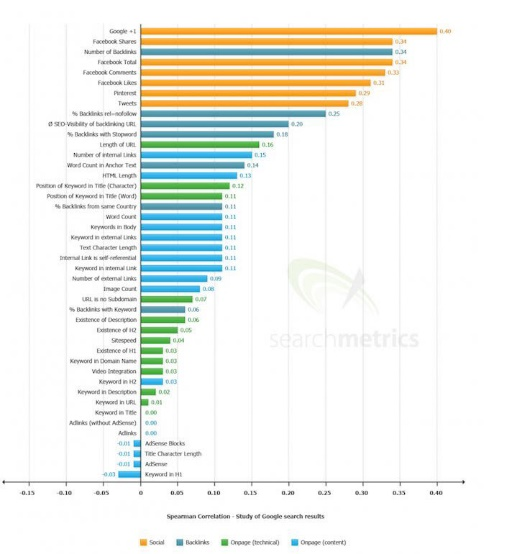 Google +1 0.40
Facebook Shares 0.34
Number of Backlinks 0.34
Facebook Total 0.34
Facebook Comments 0.33
Facebook Likes 0.31
Pinterest 0.29
Tweets 0.28
% Backlinks rel=nofollow 0.25
Ø SEO-Visibility of backlinking URL 0.20
% Backlinks with Stopword 0.18
Length of URL 0.16
Number of Internal Links 0.15
Word Count in Anchor Text 0.14
HTML Length 0.13
Position of Keyword in Title (Character) 0.12
Position of Keyword in Title (Word) 0.11
% Backlinks from same Country 0.11
Word Count 0.11
Keywords in Body 0.11
Keyword in external Links 0.11
Text Character Length 0.11
Internal Link is self-referential 0.11
Keyword in internal Link 0.11
Number of external Links 0.09
Image Count 0.08
URL is no Subdomain 0.07
% Backlinks with Keyword 0.06
Existence of Description 0.06
Existence of H2 0.05
Sitespeed 0.04
searchmetrics
Existence of H1 0.03
Keyword in Domain Name 0.03
Video Integration 0.03
Keyword in H2 0.03
Keyword in Description 0.02
Keyword in URL 0.01
Keyword in Title 0.00
Adlinks (without AdSense) 0.00
Adlinks 0.00
-0.01 AdSense Blocks
-0.01 Title Character Length
-0.01 AdSense
-0.03 Keyword in H1
-0.15 -0.10 -0.05 0 0.05 0.10 0.15 0.20 0.25 0.30 0.35 0.40
Spearman Correlation - Study of Google search results
Social Backlinks Onpage (technical) Onpage (content)